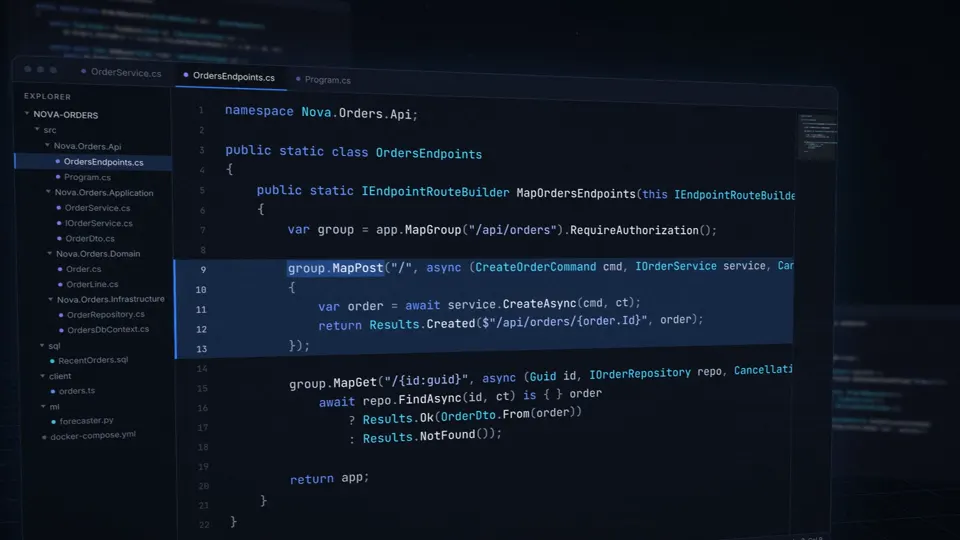 OrderService.cs
OrdersEndpoints.cs
Program.cs
EXPLORER
NOVA-ORDERS
src
Nova.Orders.Api
OrdersEndpoints.cs
Program.cs
Nova.Orders.Application
OrderService.cs
IOrderService.cs
OrderDto.cs
Nova.Orders.Domain
Order.cs
OrderLine.cs
Nova.Orders.Infrastructure
OrderRepository.cs
OrdersDbContext.cs
sql
RecentOrders.sql
client
orders.ts
ml
forecaster.py
docker-compose.yml
1 namespace Nova.Orders.Api;
2
3 public static class OrdersEndpoints
4 {
5 public static IEndpointRouteBuilder MapOrdersEndpoints(this IEndpointRouteBuilde
6 {
7 var group = app.MapGroup("/api/orders").RequireAuthorization();
8
9 group.MapPost("/", async (CreateOrderCommand cmd, IOrderService service, Can
10 {
11 var order = await service.CreateAsync(cmd, ct);
12 return Results.Created($"/api/orders/{order.Id}", order);
13 });
14
15 group.MapGet("/{id:guid}", async (Guid id, IOrderRepository repo, Cancellati
16 await repo.FindAsync(id, ct) is { } order
17 ? Results.Ok(OrderDto.From(order))
18 : Results.NotFound());
19
20 return app;
21 }
22 }